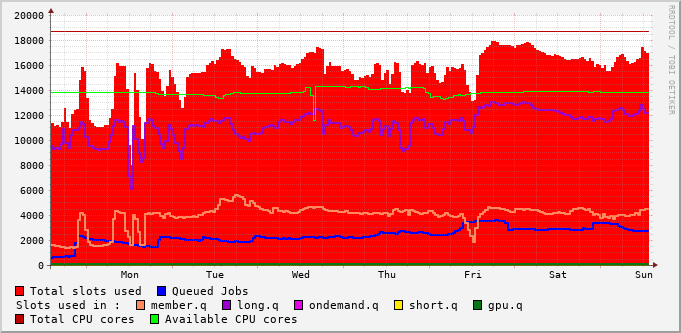 20000
18000
16000
14000
12000
10000
8000
6000
4000
2000
0
Mon Tue Wed Thu Fri Sat Sun
RRDTOOL / TOBI OETIKER
Total slots used Queued Jobs
Slots used in : member.q long.q ondemand.q short.q gpu.q
Total CPU cores Available CPU cores